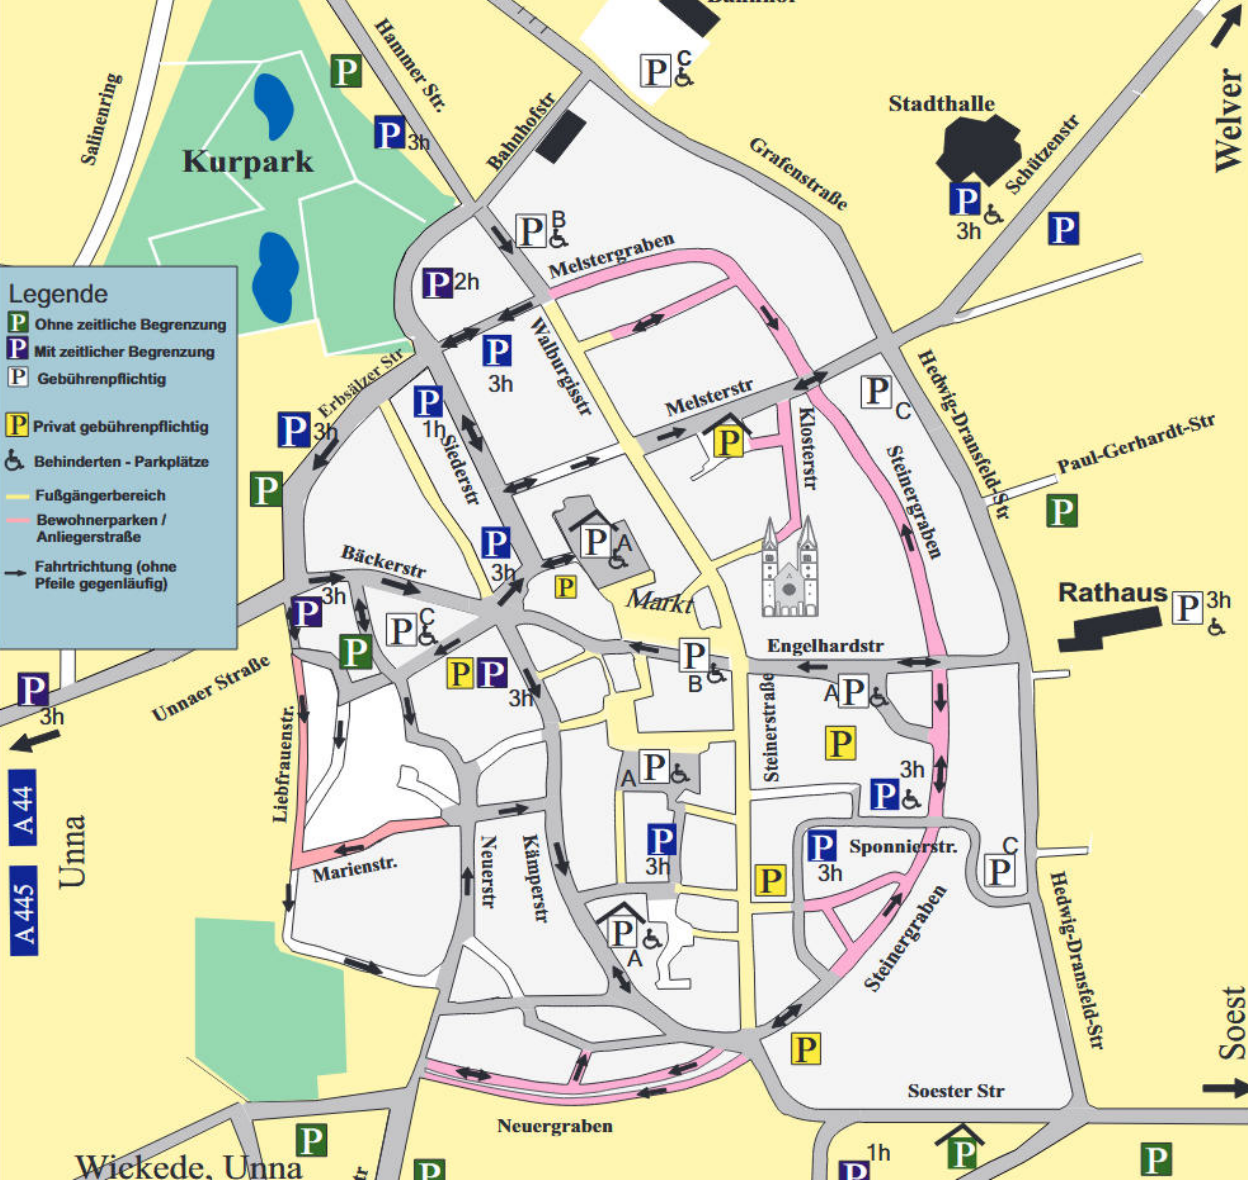 Hammer Str.
P
P 3h
Salinenring
Kurpark
Bahnhofstr
P C
Grafenstraße
Stadthalle
Schützenstr
Welver
P
3h
P
P B
Melstergraben
P 2h
Legende
P Ohne zeitliche Begrenzung
P Mit zeitlicher Begrenzung
P Gebührenpflichtig
P Privat gebührenpflichtig
Behinderten - Parkplätze
Fußgängerbereich
Bewohnerparken /
Anliegerstraße
Fahrtrichtung (ohne
Pfeile gegenläufig)
P
3h
Walburgisstr
Erbsälzer Str
P
1h
P 3h
P
Siederstr
Melsterstr
P
Klosterstr
P C
Hedwig-Dransfeld-Str
Paul-Gerhardt-Str
P
Steinergraben
P A
P
3h
P
Markt
Bäckerstr
3h
P
P C
P
P P
3h
Engelhardstr
P
B
A P
Rathaus
P 3h
Unnaer Straße
P
3h
A 44
A 445
Unna
Liebfrauenstr.
Steinerstraße
P
3h
P
A P
P
3h
P
3h
Sponnierstr.
C
P
P
Marienstr.
Neuerstr
Kämperstr
P
A
Steinergraben
Hedwig-Dransfeld-Str
P
Soest
Soester Str
Neuergraben
P
Wickede, Unna
P
P 1h
P
P